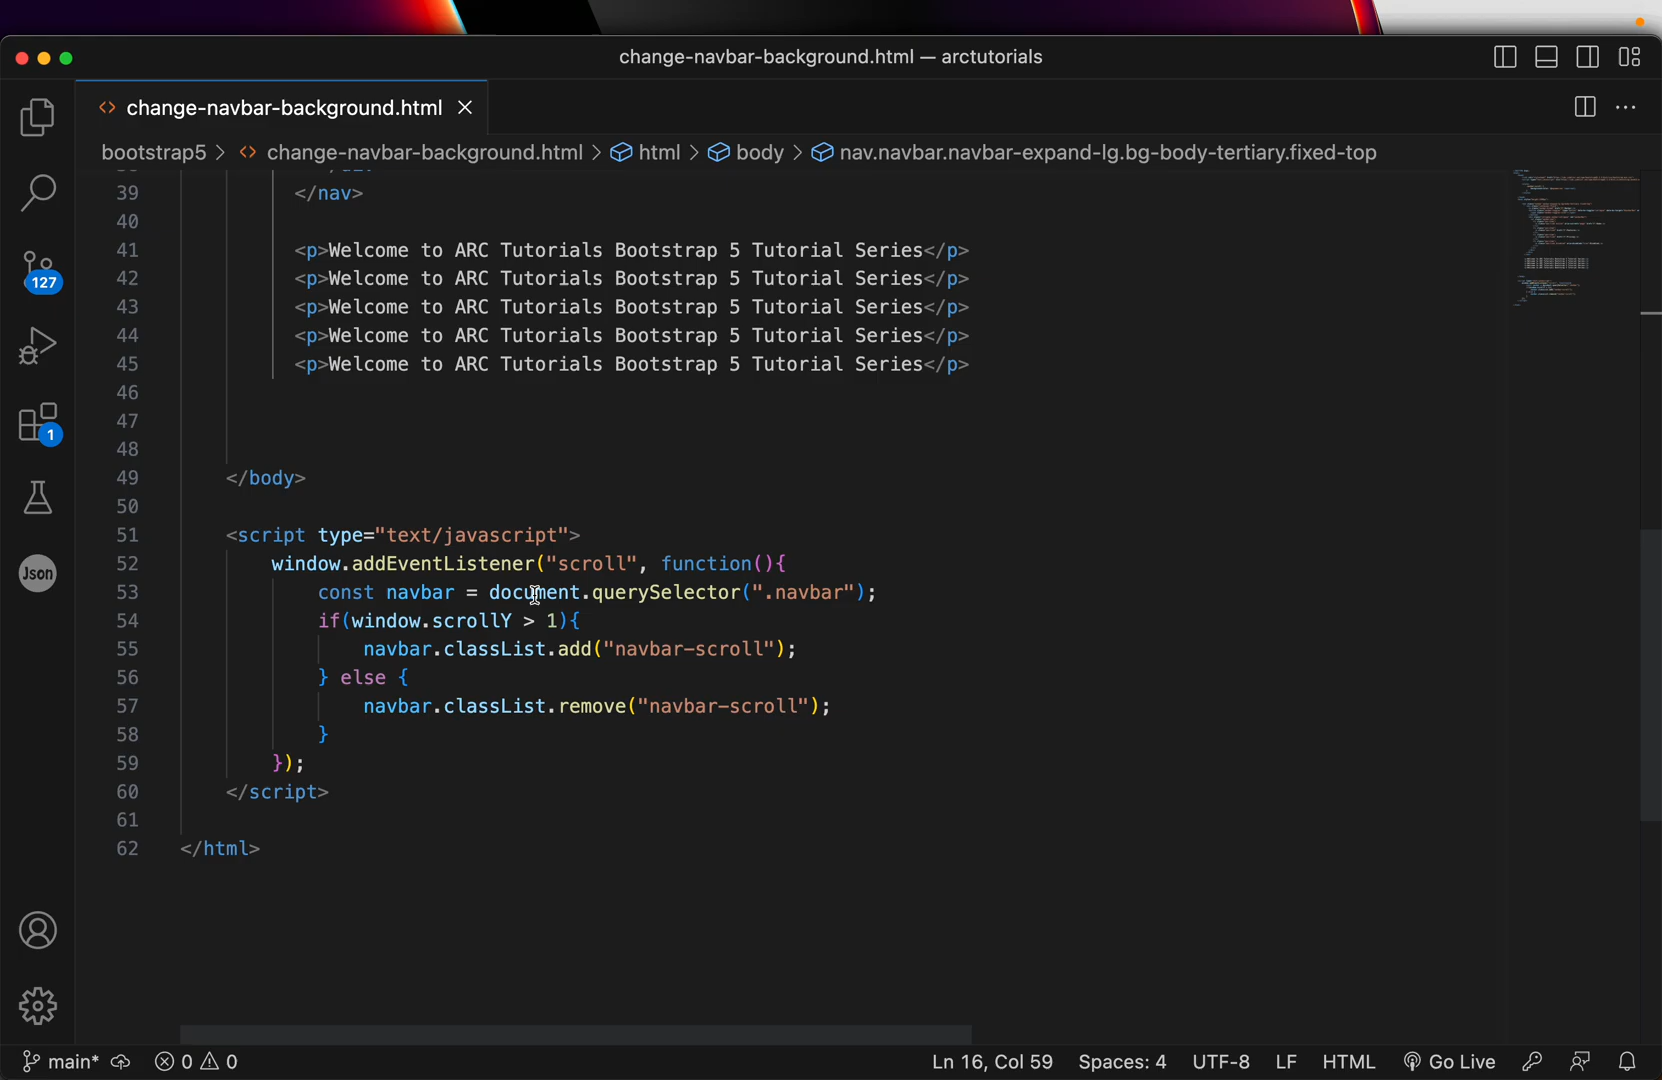 change-navbar-background.html — arctutorials
change-navbar-background.html
bootstrap5 > change-navbar-background.html > html > body > nav.navbar.navbar-expand-lg.bg-body-tertiary.fixed-top
39 </nav>
40
41 <p>Welcome to ARC Tutorials Bootstrap 5 Tutorial Series</p>
42 <p>Welcome to ARC Tutorials Bootstrap 5 Tutorial Series</p>
127
43 <p>Welcome to ARC Tutorials Bootstrap 5 Tutorial Series</p>
44 <p>Welcome to ARC Tutorials Bootstrap 5 Tutorial Series</p>
45 <p>Welcome to ARC Tutorials Bootstrap 5 Tutorial Series</p>
46
47
1
48
49 </body>
50
51 <script type="text/javascript">
52 window.addEventListener("scroll", function(){
Json
53 const navbar = document.querySelector(".navbar");
54 if(window.scrollY > 1){
55 navbar.classList.add("navbar-scroll");
56 } else {
57 navbar.classList.remove("navbar-scroll");
58 }
59 });
60 </script>
61
62 </html>
main* 0 0 Ln 16, Col 59 Spaces: 4 UTF-8 LF HTML Go Live